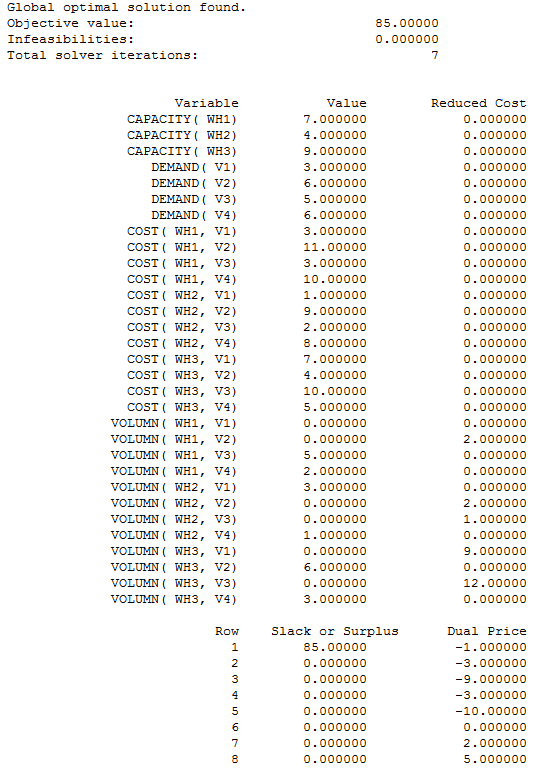 Global optimal solution found.
Objective value: 85.00000
Infeasibilities: 0.000000
Total solver iterations: 7
Variable Value Reduced Cost
CAPACITY( WH1) 7.000000 0.000000
CAPACITY( WH2) 4.000000 0.000000
CAPACITY( WH3) 9.000000 0.000000
DEMAND( V1) 3.000000 0.000000
DEMAND( V2) 6.000000 0.000000
DEMAND( V3) 5.000000 0.000000
DEMAND( V4) 6.000000 0.000000
COST( WH1, V1) 3.000000 0.000000
COST( WH1, V2) 11.00000 0.000000
COST( WH1, V3) 3.000000 0.000000
COST( WH1, V4) 10.00000 0.000000
COST( WH2, V1) 1.000000 0.000000
COST( WH2, V2) 9.000000 0.000000
COST( WH2, V3) 2.000000 0.000000
COST( WH2, V4) 8.000000 0.000000
COST( WH3, V1) 7.000000 0.000000
COST( WH3, V2) 4.000000 0.000000
COST( WH3, V3) 10.00000 0.000000
COST( WH3, V4) 5.000000 0.000000
VOLUMN( WH1, V1) 0.000000 0.000000
VOLUMN( WH1, V2) 0.000000 2.000000
VOLUMN( WH1, V3) 5.000000 0.000000
VOLUMN( WH1, V4) 2.000000 0.000000
VOLUMN( WH2, V1) 3.000000 0.000000
VOLUMN( WH2, V2) 0.000000 2.000000
VOLUMN( WH2, V3) 0.000000 1.000000
VOLUMN( WH2, V4) 1.000000 0.000000
VOLUMN( WH3, V1) 0.000000 9.000000
VOLUMN( WH3, V2) 6.000000 0.000000
VOLUMN( WH3, V3) 0.000000 12.00000
VOLUMN( WH3, V4) 3.000000 0.000000
Row Slack or Surplus Dual Price
1 85.00000 -1.000000
2 0.000000 -3.000000
3 0.000000 -9.000000
4 0.000000 -3.000000
5 0.000000 -10.00000
6 0.000000 0.000000
7 0.000000 2.000000
8 0.000000 5.000000